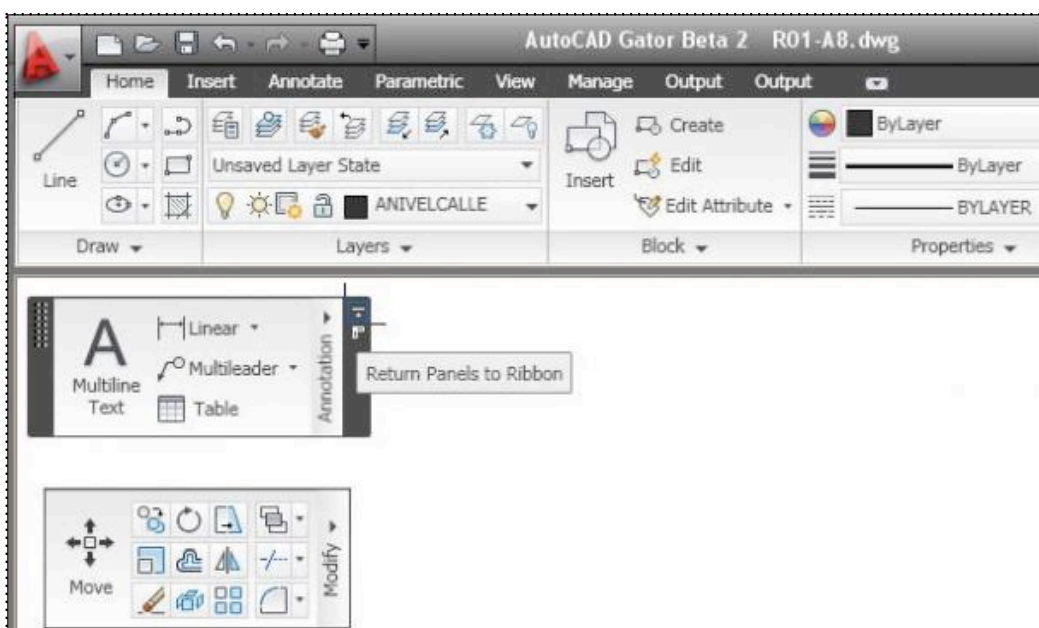 AutoCAD Gator Beta 2 R01-A8.dwg
Home Insert Annotate Parametric View Manage Output Output
Line
Unsaved Layer State
ANIVELCALLE
Insert
Create
Edit
Edit Attribute
ByLayer
ByLayer
BYLAYER
Draw Layers Block Properties
Multiline
Text
Linear
Multileader
Table
Annotation
Return Panels to Ribbon
Move
Modify